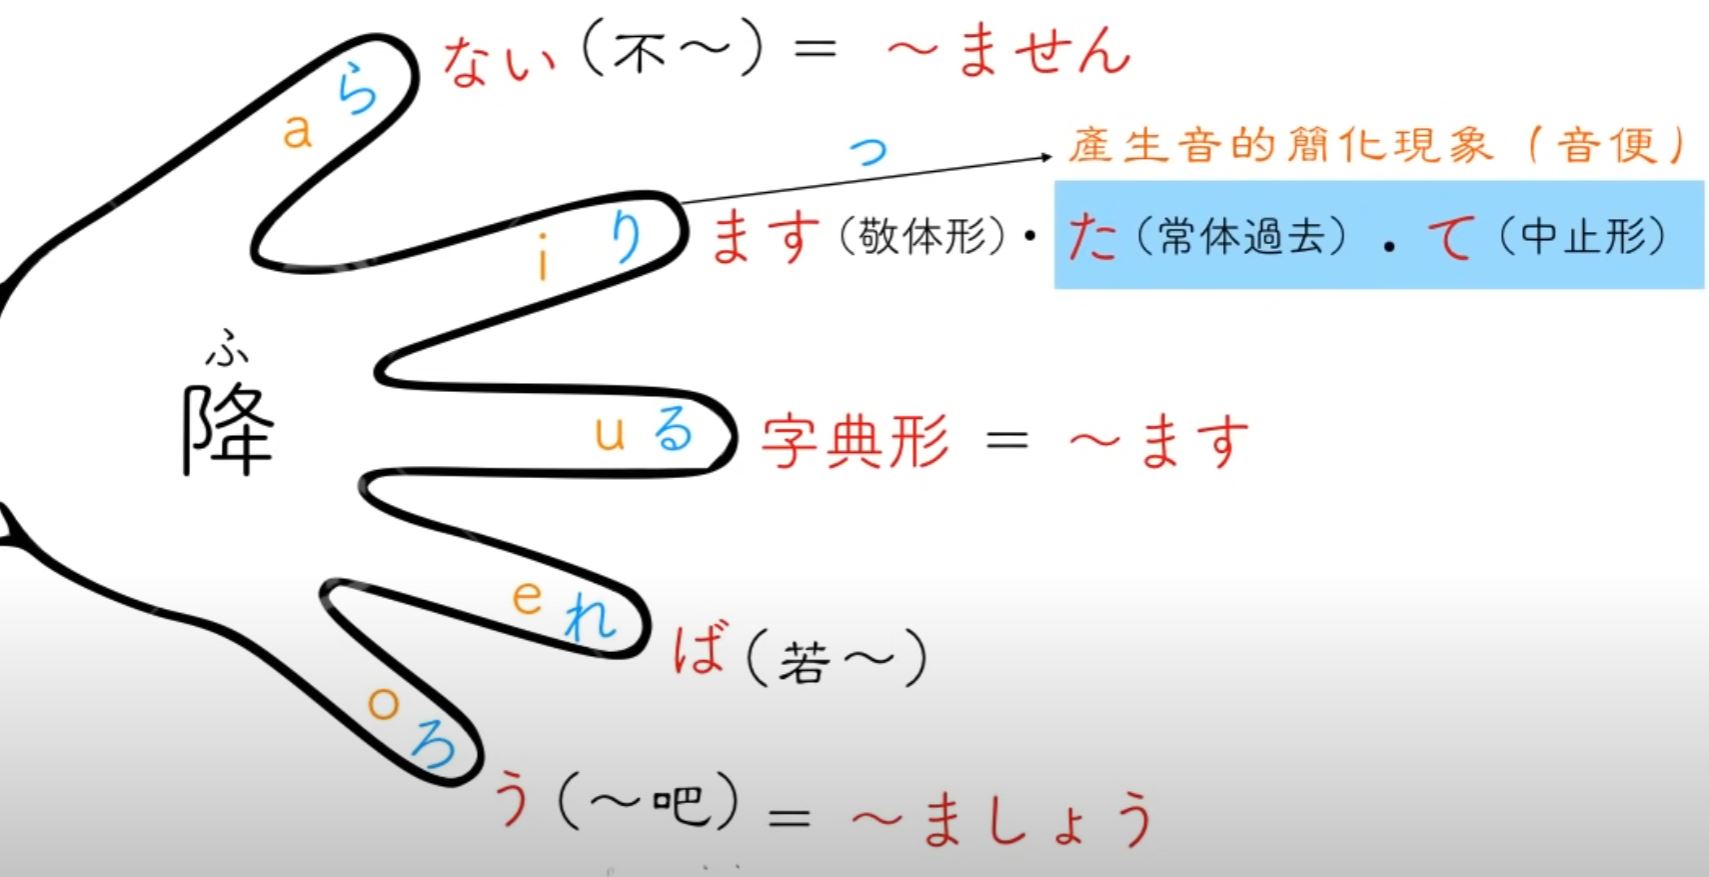 ら a ない（不～）＝ ～ません
つ 產生音的簡化現象（音便）
i り ます（敬体形）・た（常体過去）．て（中止形）
ふ
降
u る 字典形 ＝ ～ます
e れ ば（若～）
o ろ う（～吧）＝ ～ましょう